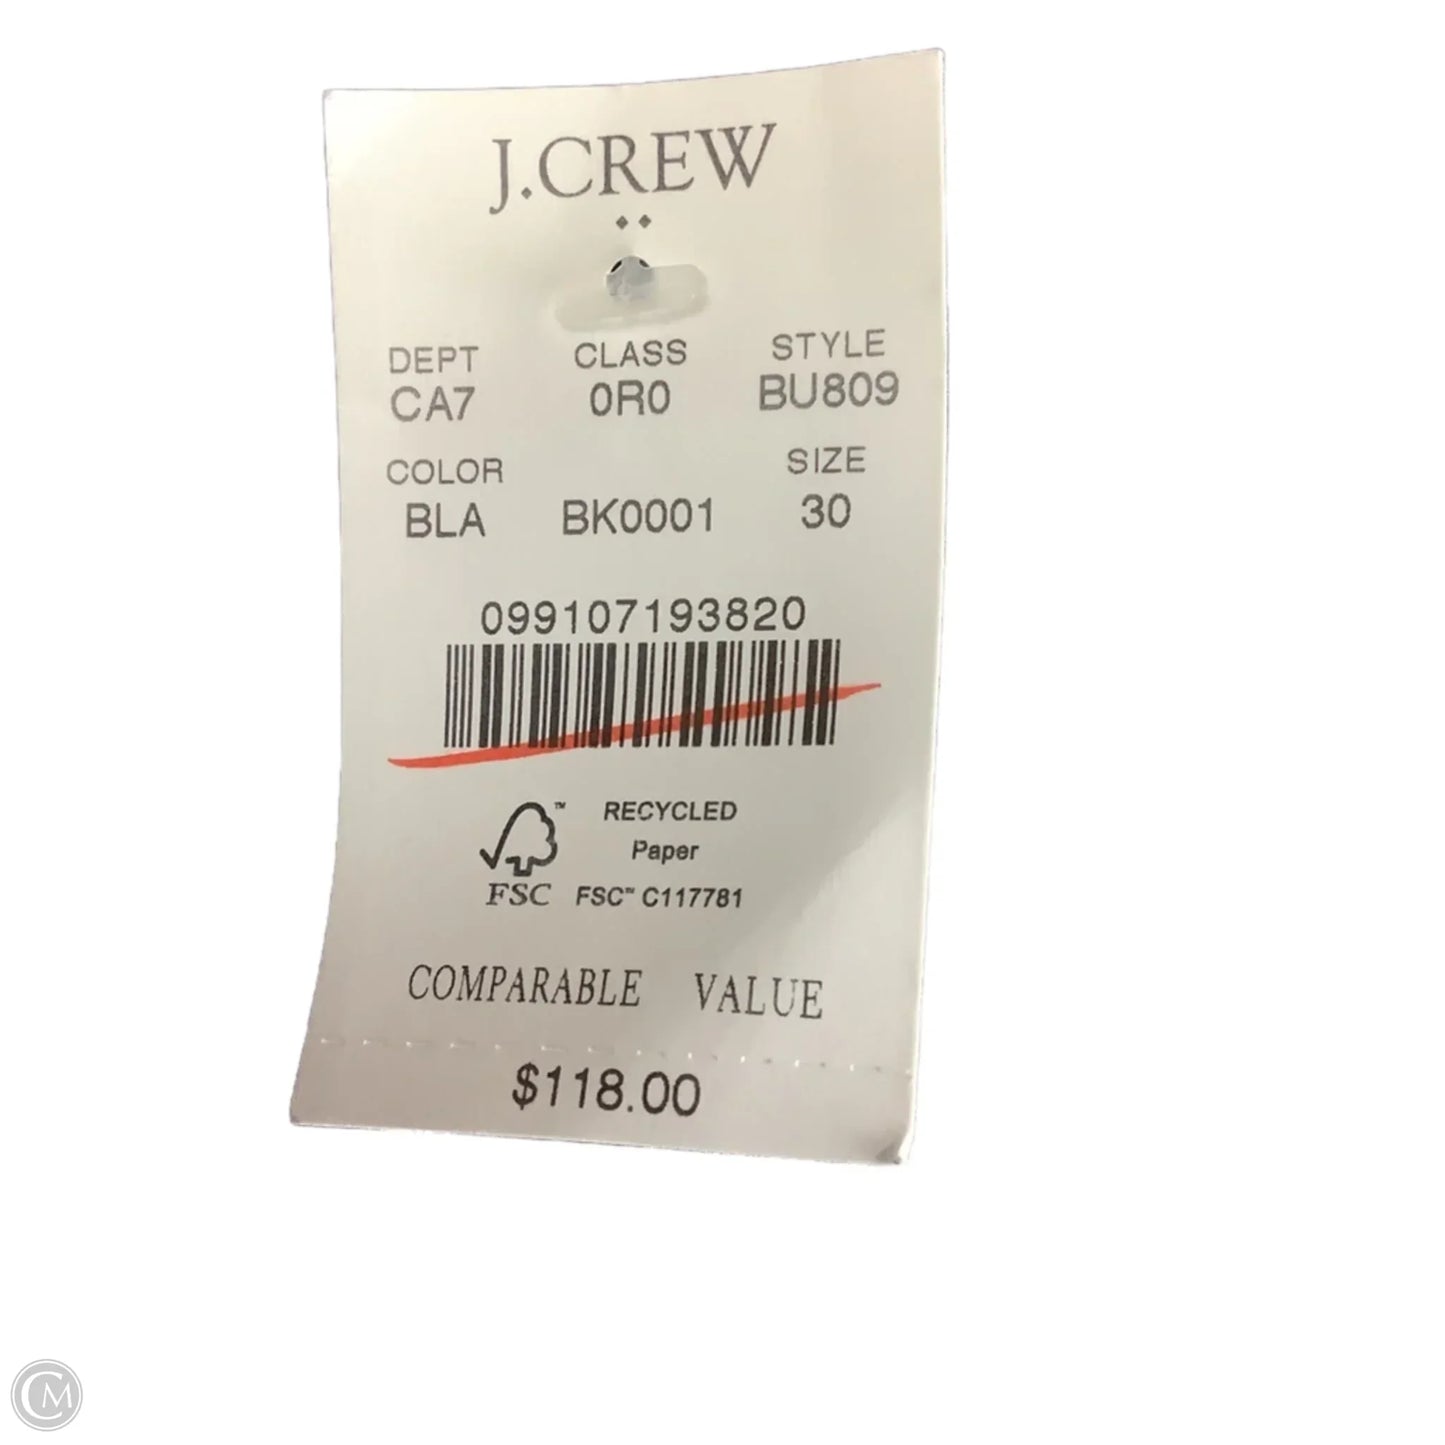 J.CREW
DEPT CLASS STYLE
CA7 0R0 BU809
COLOR SIZE
BLA BK0001 30
099107193820
RECYCLED
Paper
FSC FSC™ C117781
COMPARABLE VALUE
$118.00
CM